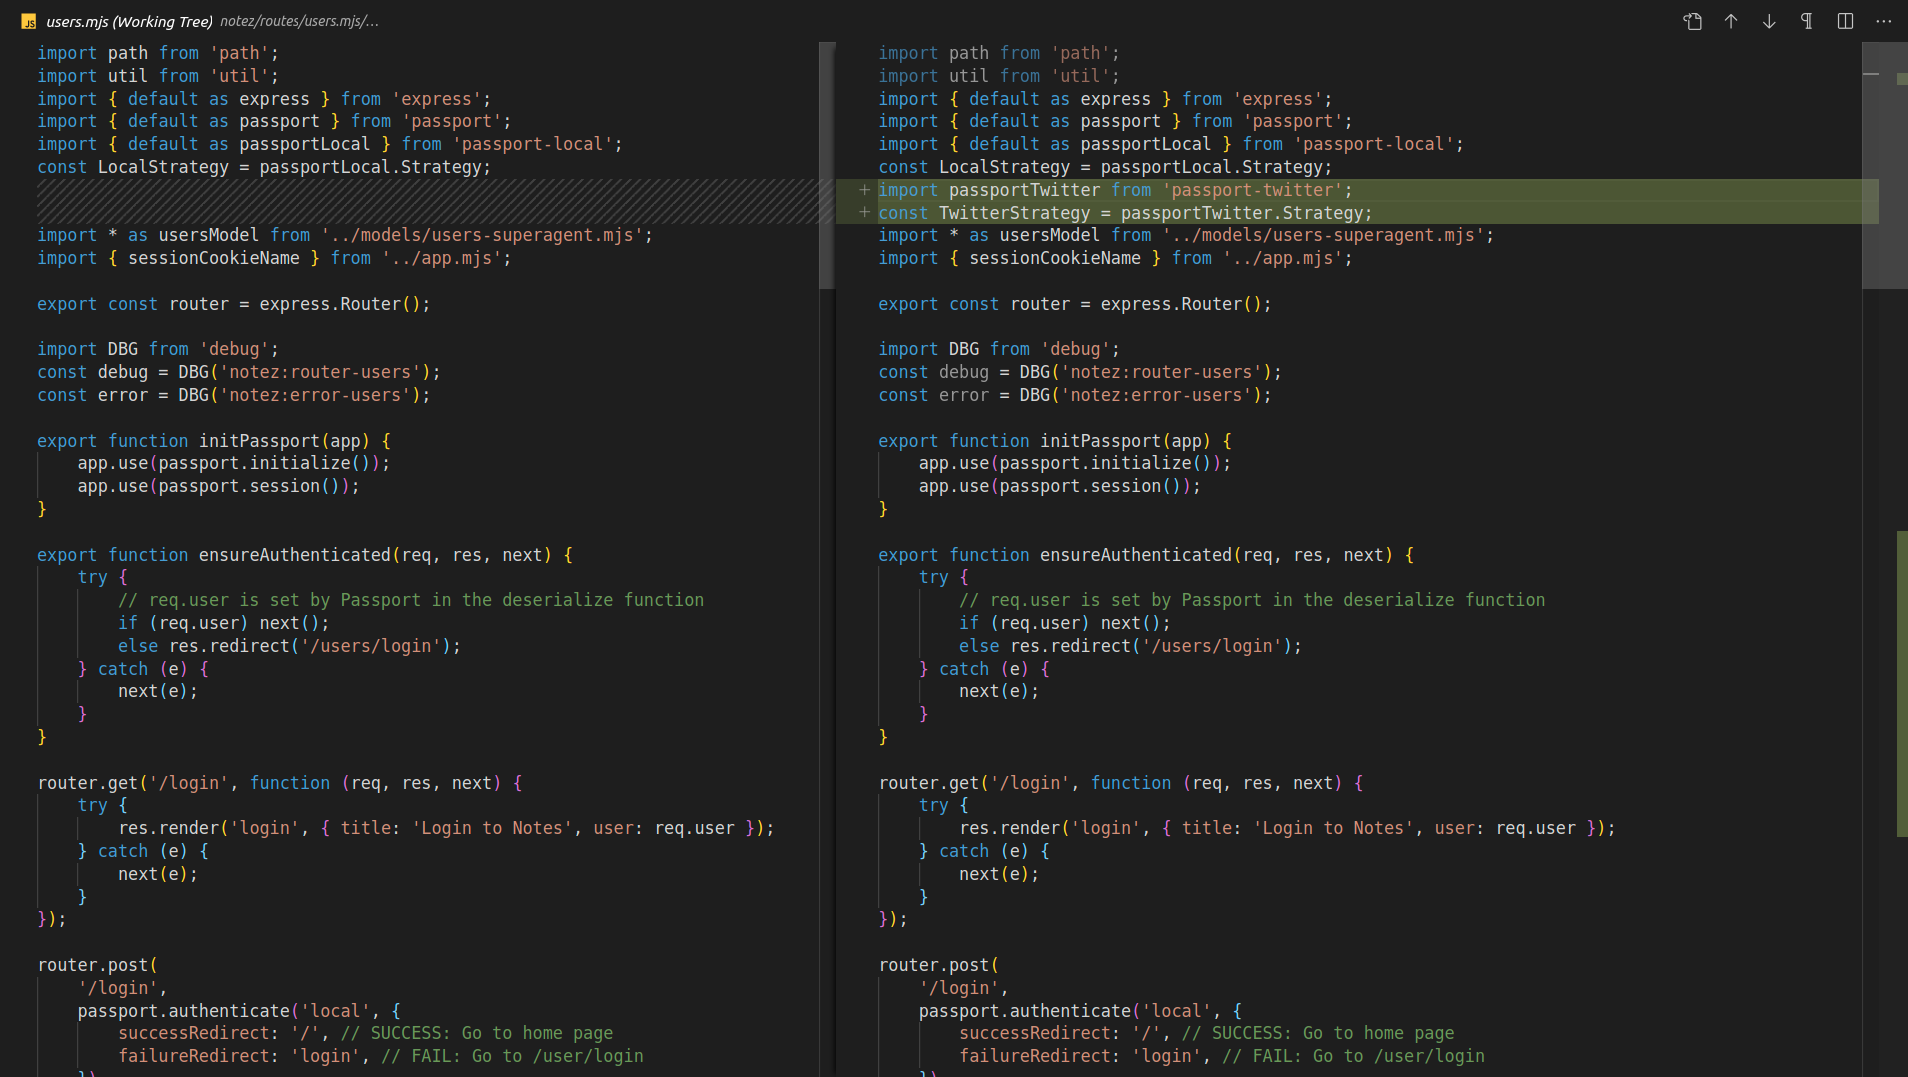 users.mjs (Working Tree) notez/routes/users.mjs/...
import path from 'path';
import util from 'util';
import { default as express } from 'express';
import { default as passport } from 'passport';
import { default as passportLocal } from 'passport-local';
const LocalStrategy = passportLocal.Strategy;
import * as usersModel from '../models/users-superagent.mjs';
import { sessionCookieName } from '../app.mjs';
export const router = express.Router();
import DBG from 'debug';
const debug = DBG('notez:router-users');
const error = DBG('notez:error-users');
export function initPassport(app) {
app.use(passport.initialize());
app.use(passport.session());
}
export function ensureAuthenticated(req, res, next) {
try {
// req.user is set by Passport in the deserialize function
if (req.user) next();
else res.redirect('/users/login');
} catch (e) {
next(e);
}
}
router.get('/login', function (req, res, next) {
try {
res.render('login', { title: 'Login to Notes', user: req.user });
} catch (e) {
next(e);
}
});
router.post(
'/login',
passport.authenticate('local', {
successRedirect: '/', // SUCCESS: Go to home page
failureRedirect: 'login', // FAIL: Go to /user/login
import path from 'path';
import util from 'util';
import { default as express } from 'express';
import { default as passport } from 'passport';
import { default as passportLocal } from 'passport-local';
const LocalStrategy = passportLocal.Strategy;
+ import passportTwitter from 'passport-twitter';
+ const TwitterStrategy = passportTwitter.Strategy;
import * as usersModel from '../models/users-superagent.mjs';
import { sessionCookieName } from '../app.mjs';
export const router = express.Router();
import DBG from 'debug';
const debug = DBG('notez:router-users');
const error = DBG('notez:error-users');
export function initPassport(app) {
app.use(passport.initialize());
app.use(passport.session());
}
export function ensureAuthenticated(req, res, next) {
try {
// req.user is set by Passport in the deserialize function
if (req.user) next();
else res.redirect('/users/login');
} catch (e) {
next(e);
}
}
router.get('/login', function (req, res, next) {
try {
res.render('login', { title: 'Login to Notes', user: req.user });
} catch (e) {
next(e);
}
});
router.post(
'/login',
passport.authenticate('local', {
successRedirect: '/', // SUCCESS: Go to home page
failureRedirect: 'login', // FAIL: Go to /user/login